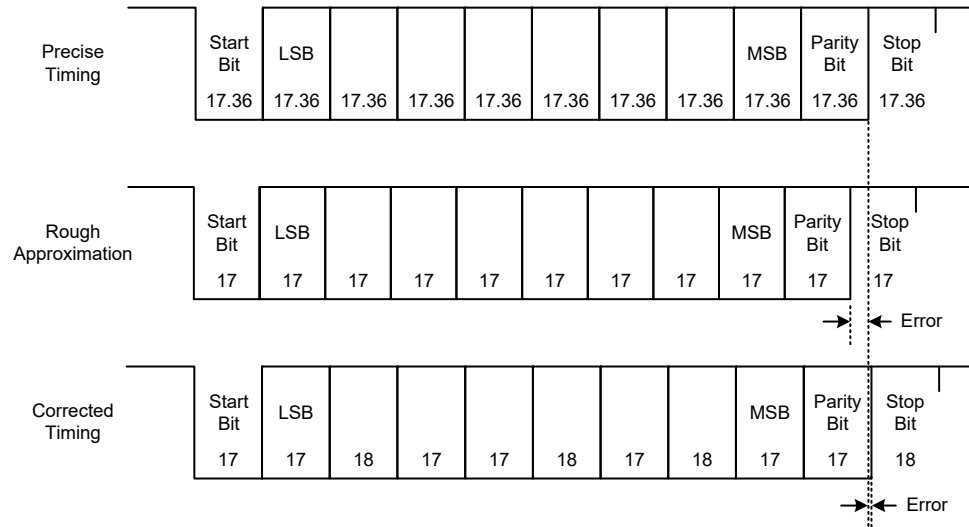 Precise
Timing
Start
Bit
LSB
MSB
Parity
Bit
Stop
Bit
17.36 17.36 17.36 17.36 17.36 17.36 17.36 17.36 17.36 17.36 17.36
Rough
Approximation
Start
Bit
LSB
MSB
Parity
Bit
Stop
Bit
17 17 17 17 17 17 17 17 17 17 17
Error
Corrected
Timing
Start
Bit
LSB
MSB
Parity
Bit
Stop
Bit
17 17 18 17 17 18 17 18 17 17 18
Error